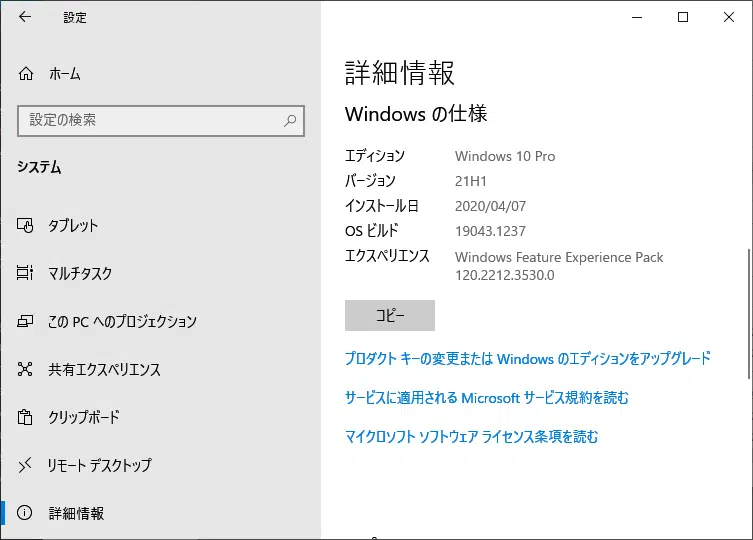 設定
ホーム
設定の検索
システム
タブレット
マルチタスク
この PC へのプロジェクション
共有エクスペリエンス
クリップボード
リモート デスクトップ
詳細情報
詳細情報
Windows の仕様
エディション Windows 10 Pro
バージョン 21H1
インストール日 2020/04/07
OS ビルド 19043.1237
エクスペリエンス Windows Feature Experience Pack
120.2212.3530.0
コピー
プロダクト キーの変更または Windows のエディションをアップグレード
サービスに適用される Microsoft サービス規約を読む
マイクロソフト ソフトウェア ライセンス条項を読む